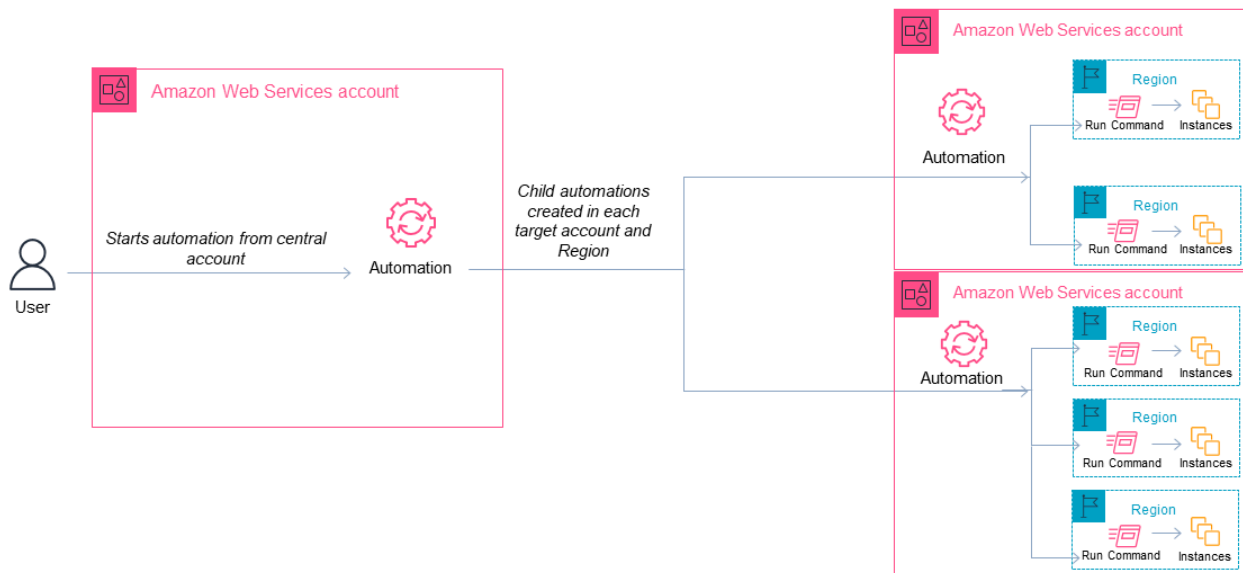 Amazon Web Services account
Starts automation from central
account
User
Automation
Child automations
created in each
target account and
Region
Amazon Web Services account
Automation
Region
Run Command
Instances
Region
Run Command
Instances
Amazon Web Services account
Automation
Region
Run Command
Instances
Region
Run Command
Instances
Region
Run Command
Instances